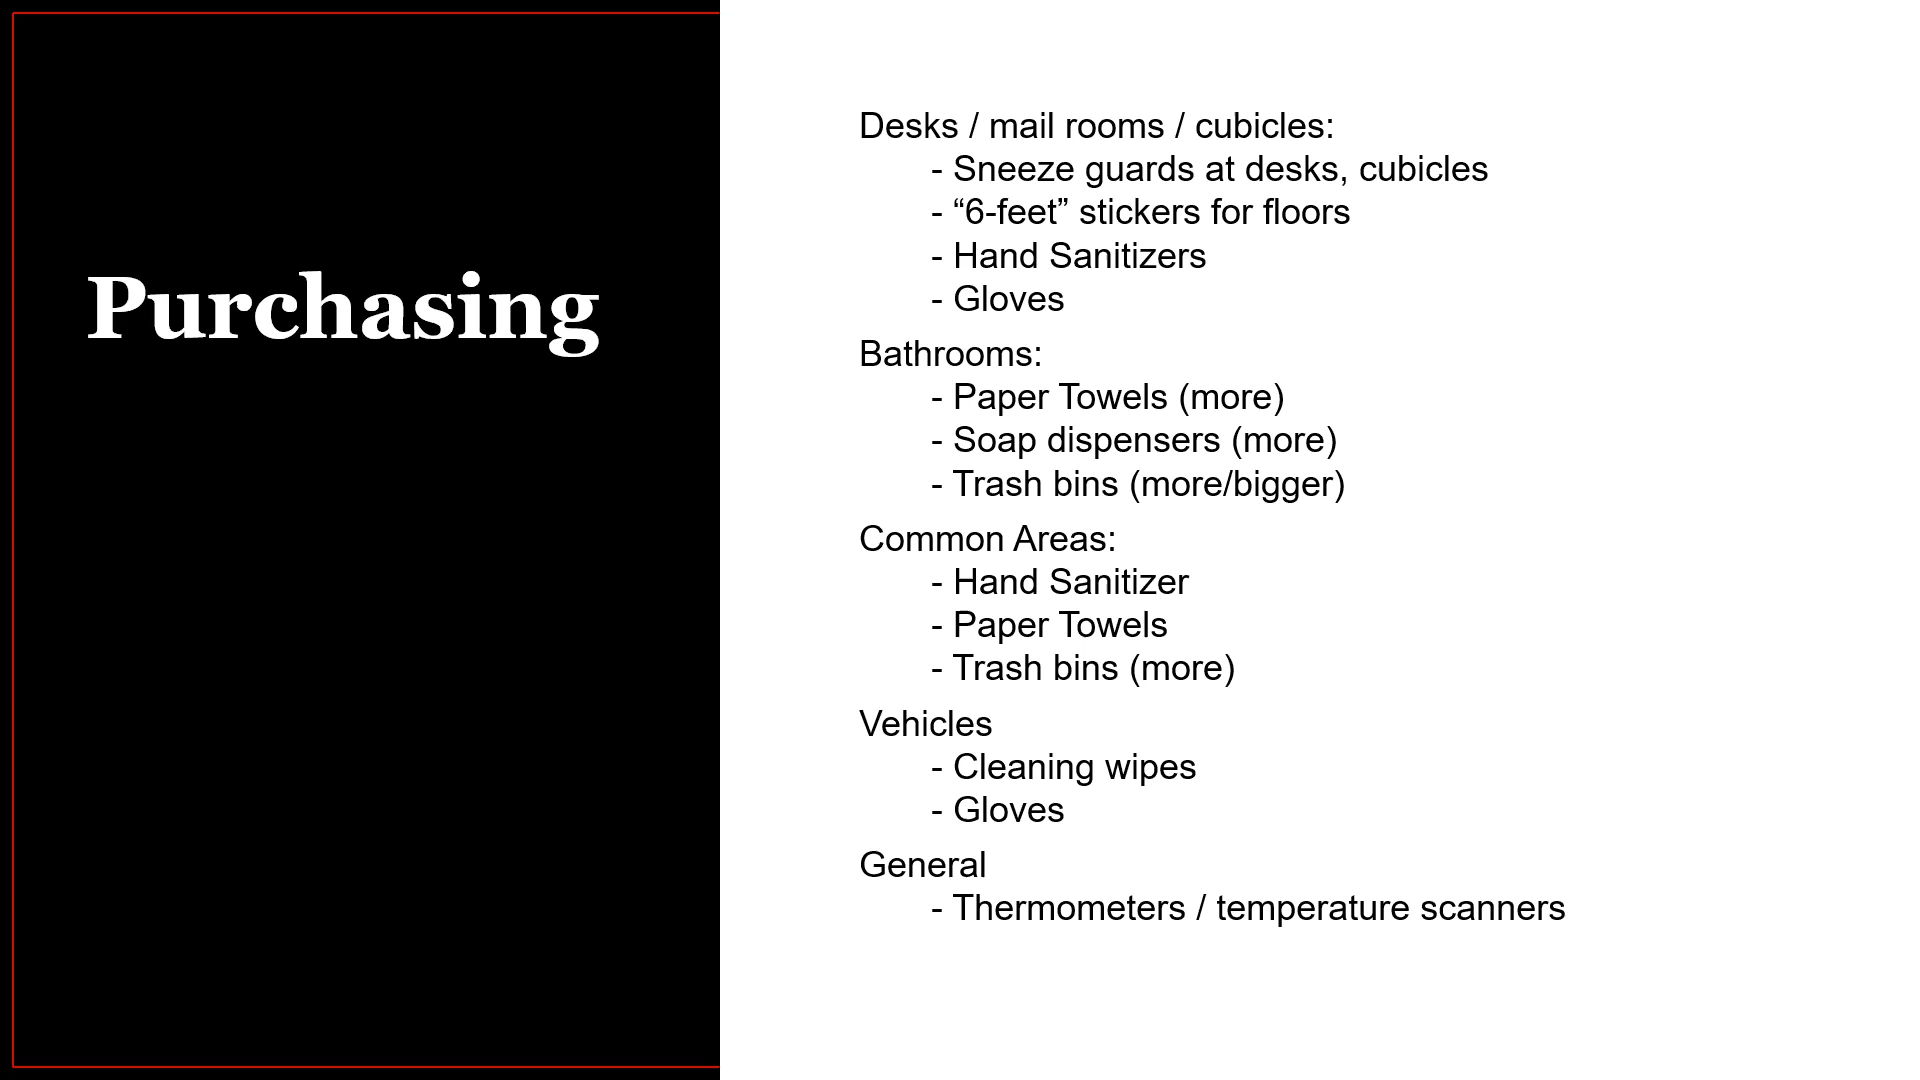 Purchasing
Desks / mail rooms / cubicles:
- Sneeze guards at desks, cubicles
- “6-feet” stickers for floors
- Hand Sanitizers
- Gloves
Bathrooms:
- Paper Towels (more)
- Soap dispensers (more)
- Trash bins (more/bigger)
Common Areas:
- Hand Sanitizer
- Paper Towels
- Trash bins (more)
Vehicles
- Cleaning wipes
- Gloves
General
- Thermometers / temperature scanners